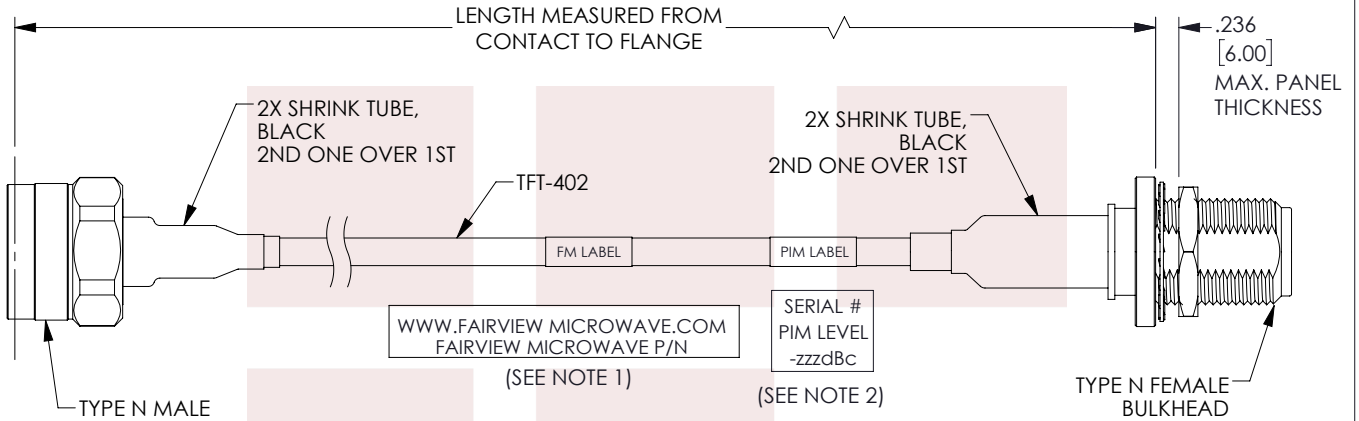 LENGTH MEASURED FROM
CONTACT TO FLANGE
.236
[6.00]
MAX. PANEL
THICKNESS
2X SHRINK TUBE,
BLACK
2ND ONE OVER 1ST
2X SHRINK TUBE,
BLACK
2ND ONE OVER 1ST
TFT-402
FM LABEL
PIM LABEL
WWW.FAIRVIEW MICROWAVE.COM
FAIRVIEW MICROWAVE P/N
(SEE NOTE 1)
SERIAL #
PIM LEVEL
-zzzdBc
(SEE NOTE 2)
TYPE N MALE
TYPE N FEMALE
BULKHEAD